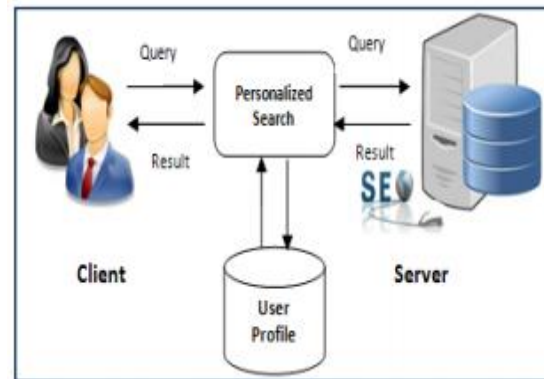 Query
Query
Personalized
Search
Result
Result
SEO
Client
Server
User
Profile